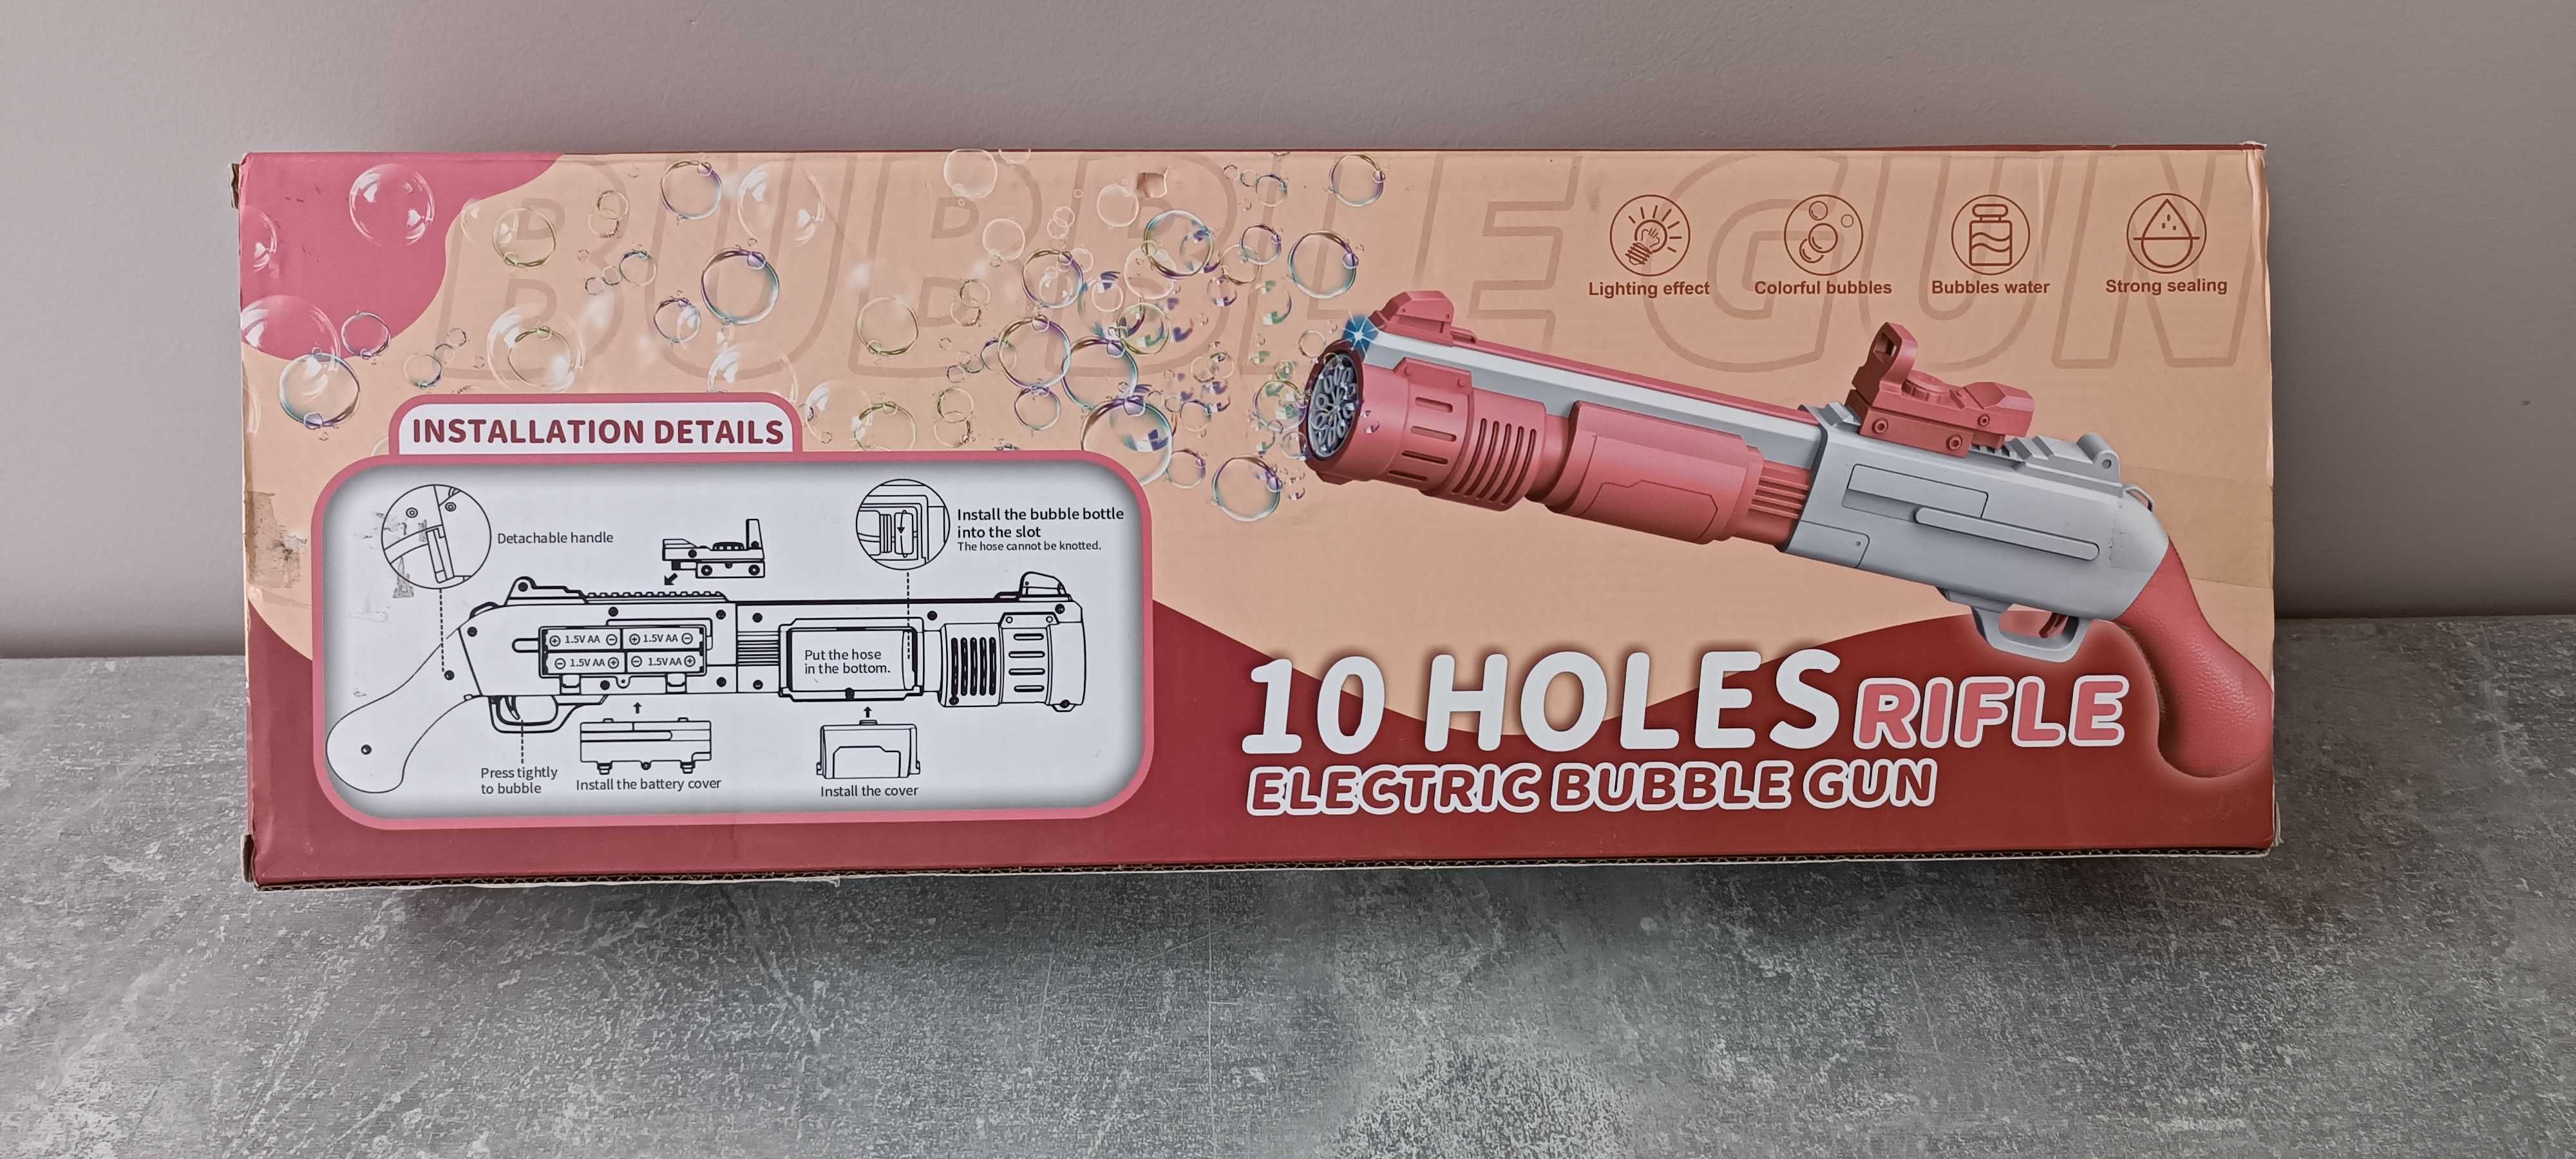 BUBBLE GUN
Lighting effect
Colorful bubbles
Bubbles water
Strong sealing
INSTALLATION DETAILS
Detachable handle
Install the bubble bottle
into the slot
The hose cannot be knotted.
⊕ 1.5V AA ⊖ ⊕ 1.5V AA ⊖
⊖ 1.5V AA ⊕ ⊖ 1.5V AA ⊕
Put the hose
in the bottom.
Press tightly
to bubble
Install the battery cover
Install the cover
10 HOLES RIFLE
ELECTRIC BUBBLE GUN